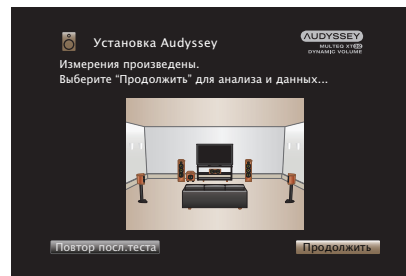 Установка Audyssey
AUDYSSEY
MULTEQ XT32
DYNAMIC VOLUME
Измерения произведены.
Выберите “Продолжить” для анализа и данных...
Повтор посл.теста
Продолжить